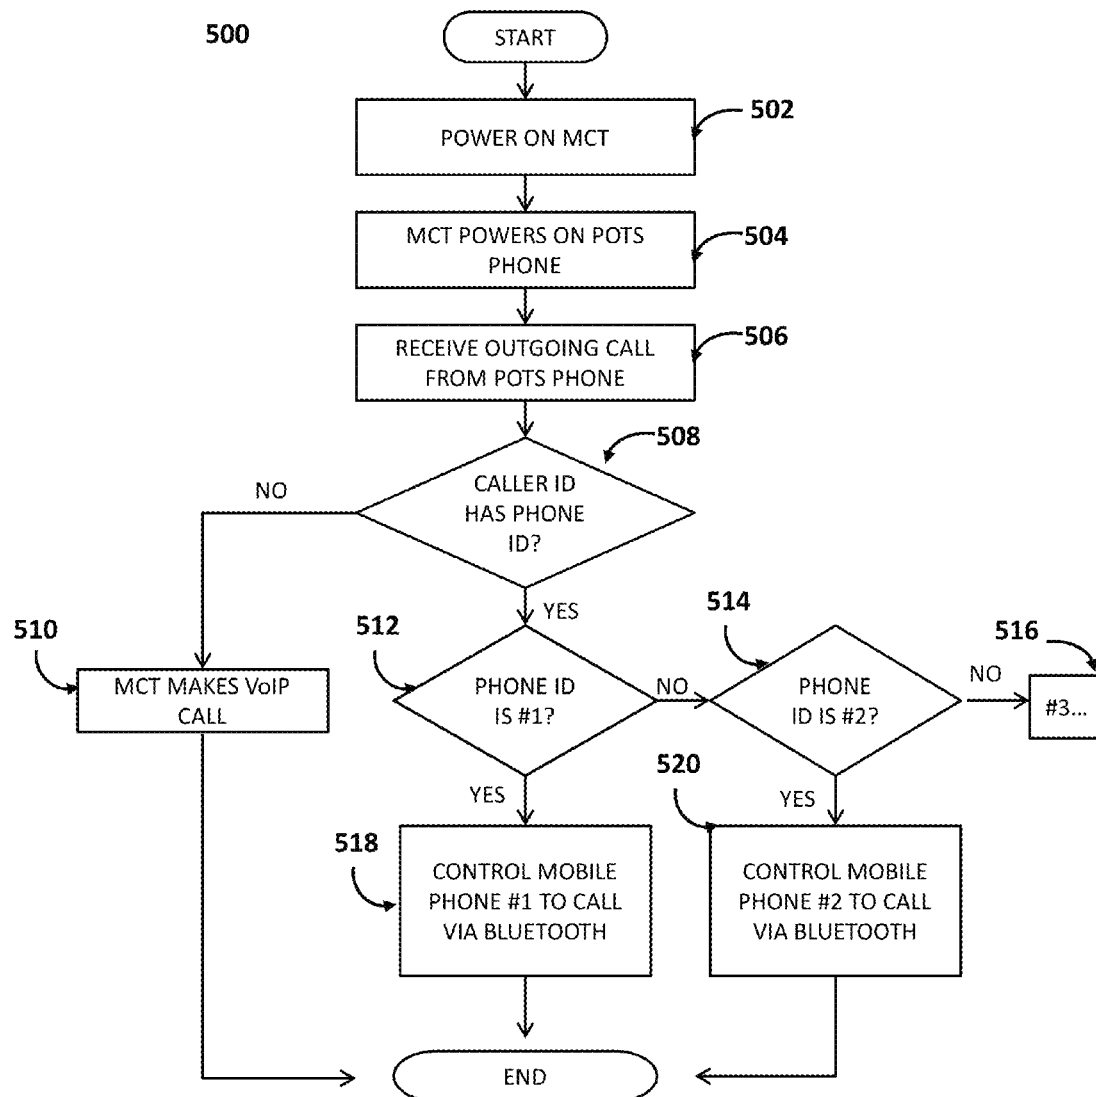 500
START
502
POWER ON MCT
MCT POWERS ON POTS
PHONE
504
506
RECEIVE OUTGOING CALL
FROM POTS PHONE
508
CALLER ID
HAS PHONE
ID?
NO
YES
510
MCT MAKES VoIP
CALL
512
PHONE ID
IS #1?
NO
514
PHONE
ID IS #2?
NO
516
#3...
YES
518
CONTROL MOBILE
PHONE #1 TO CALL
VIA BLUETOOTH
520
YES
CONTROL MOBILE
PHONE #2 TO CALL
VIA BLUETOOTH
END